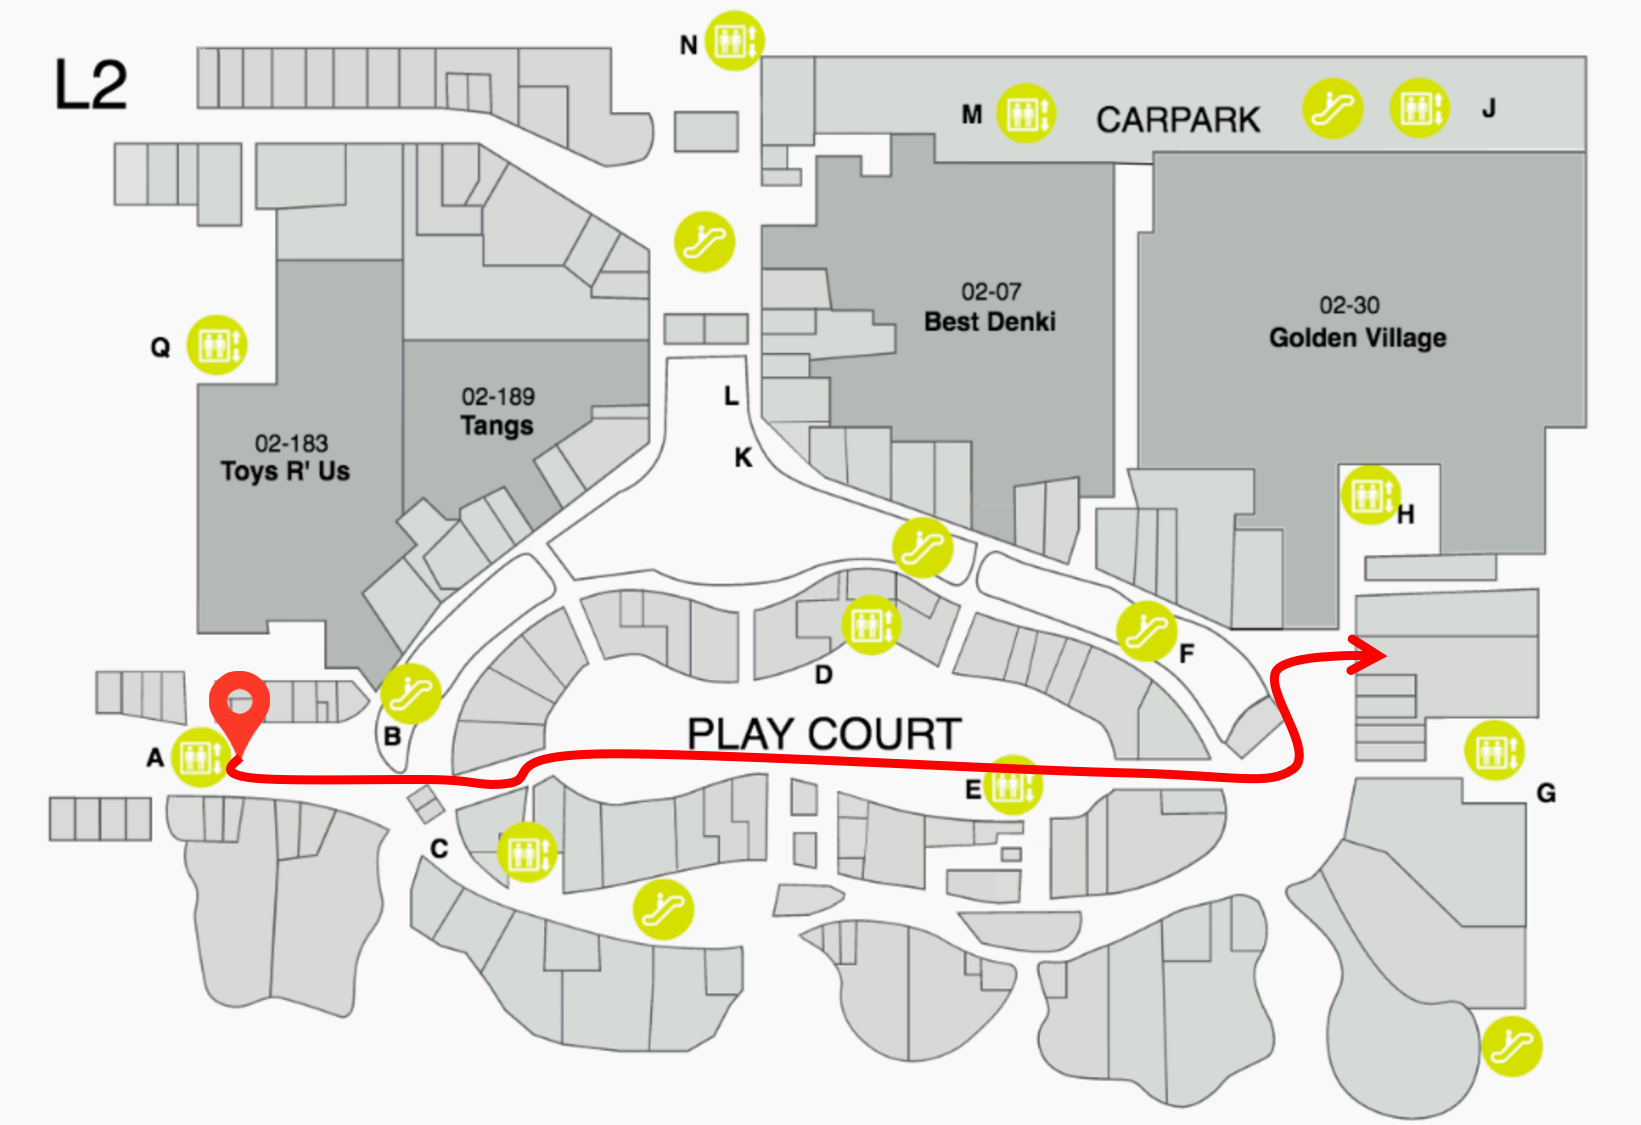 L2
N
M
CARPARK
J
02-07
Best Denki
02-30
Golden Village
Q
02-189
Tangs
L
02-183
Toys R' Us
K
H
F
D
B
PLAY COURT
A
E
G
C